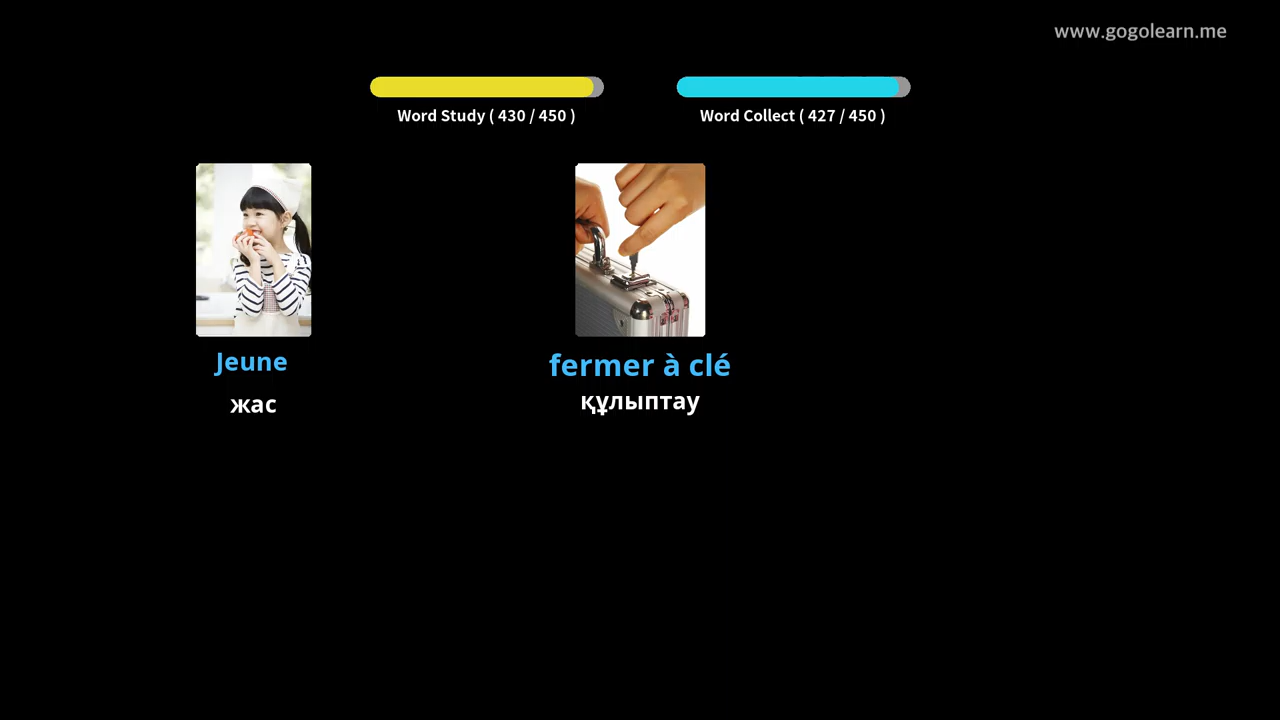 www.gogolearn.me
Word Study ( 430 / 450 )
Word Collect ( 427 / 450 )
Jeune
жас
fermer à clé
құлыптау